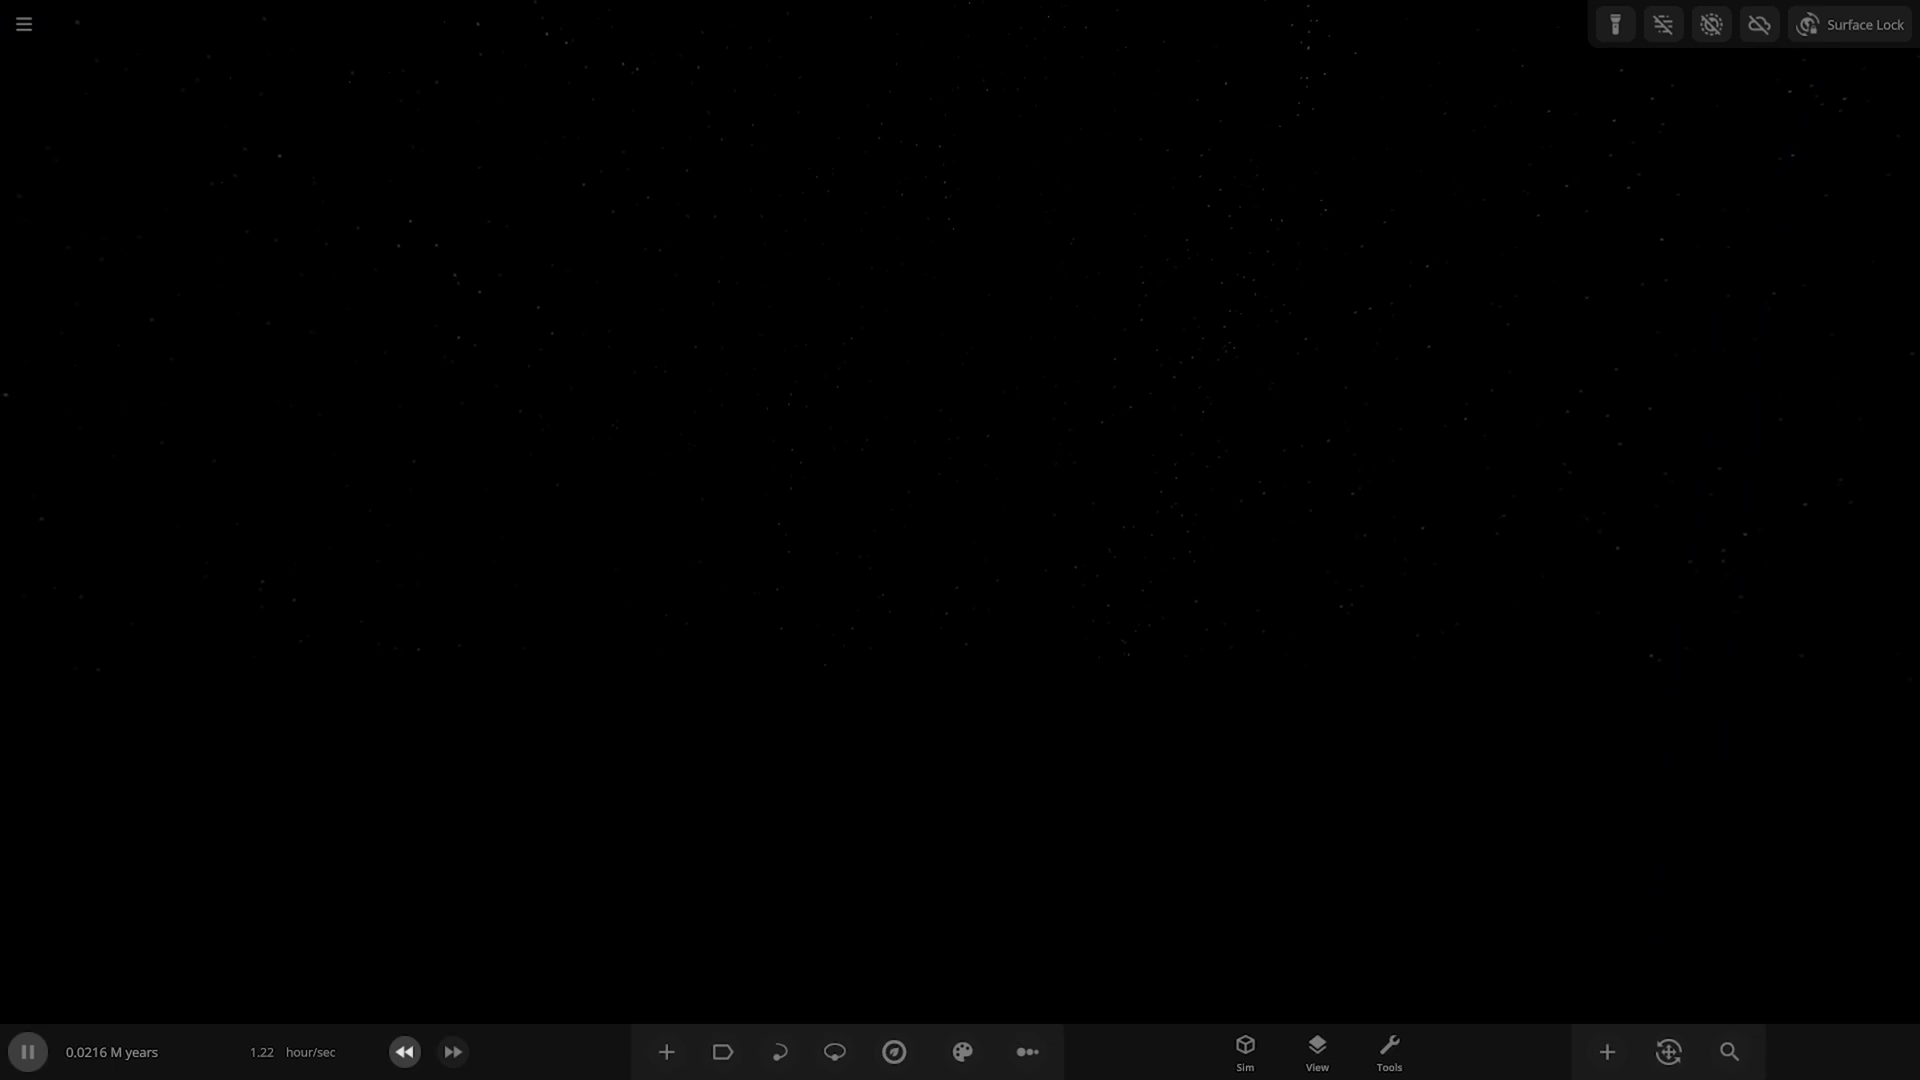 Surface Lock
0.0216 M years
1.22 hour/sec
Sim
View
Tools